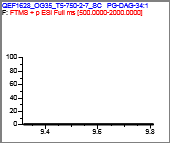 QEF1628_OG35_T5-750-2-7_SC PG-DAG-34:1
F: FTMS + p ESI Full ms [500.0000-2000.0000]
100
80
60
40
20
0
9.4 9.6 9.8